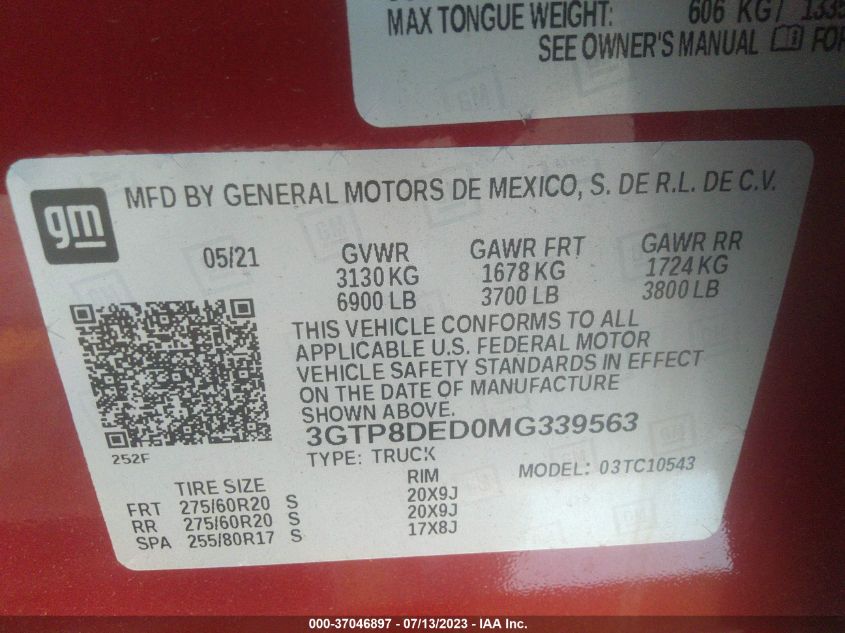 MAX TONGUE WEIGHT: 606 KG / 1335
SEE OWNER'S MANUAL FOR
gm
MFD BY GENERAL MOTORS DE MEXICO, S. DE R.L. DE C.V.
05/21 GVWR GAWR FRT GAWR RR
3130 KG 1678 KG 1724 KG
6900 LB 3700 LB 3800 LB
THIS VEHICLE CONFORMS TO ALL
APPLICABLE U.S. FEDERAL MOTOR
VEHICLE SAFETY STANDARDS IN EFFECT
ON THE DATE OF MANUFACTURE
SHOWN ABOVE.
3GTP8DED0MG339563
252F TYPE: TRUCK MODEL: 03TC10543
TIRE SIZE RIM
FRT 275/60R20 S 20X9J
RR 275/60R20 S 20X9J
SPA 255/80R17 S 17X8J
000-37046897 - 07/13/2023 - IAA Inc.